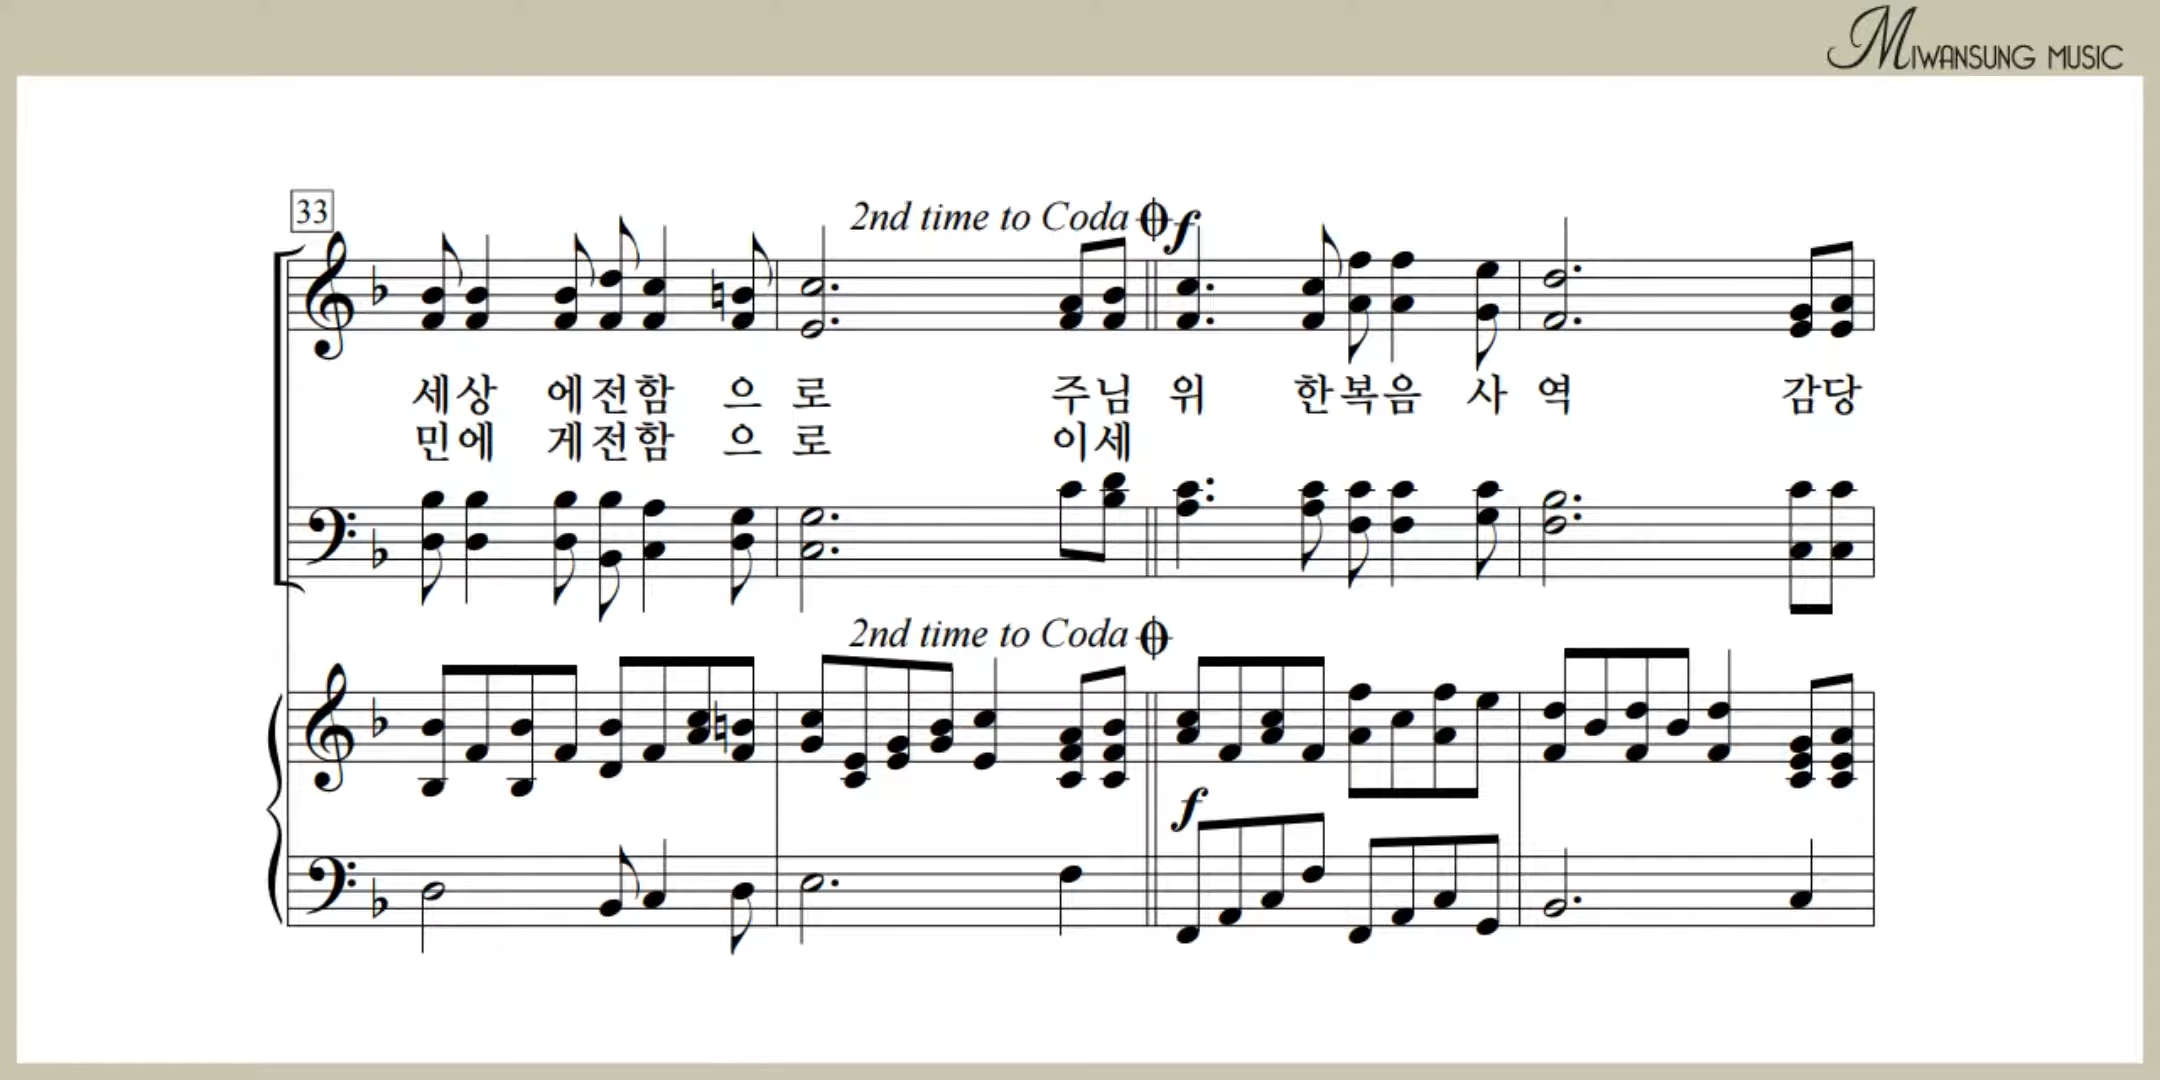 MIWANSUNG MUSIC
33
2nd time to Coda
f
세상 에전함 으 로 주님 위 한복음 사 역 감당
민에 게전함 으 로 이세
2nd time to Coda
f